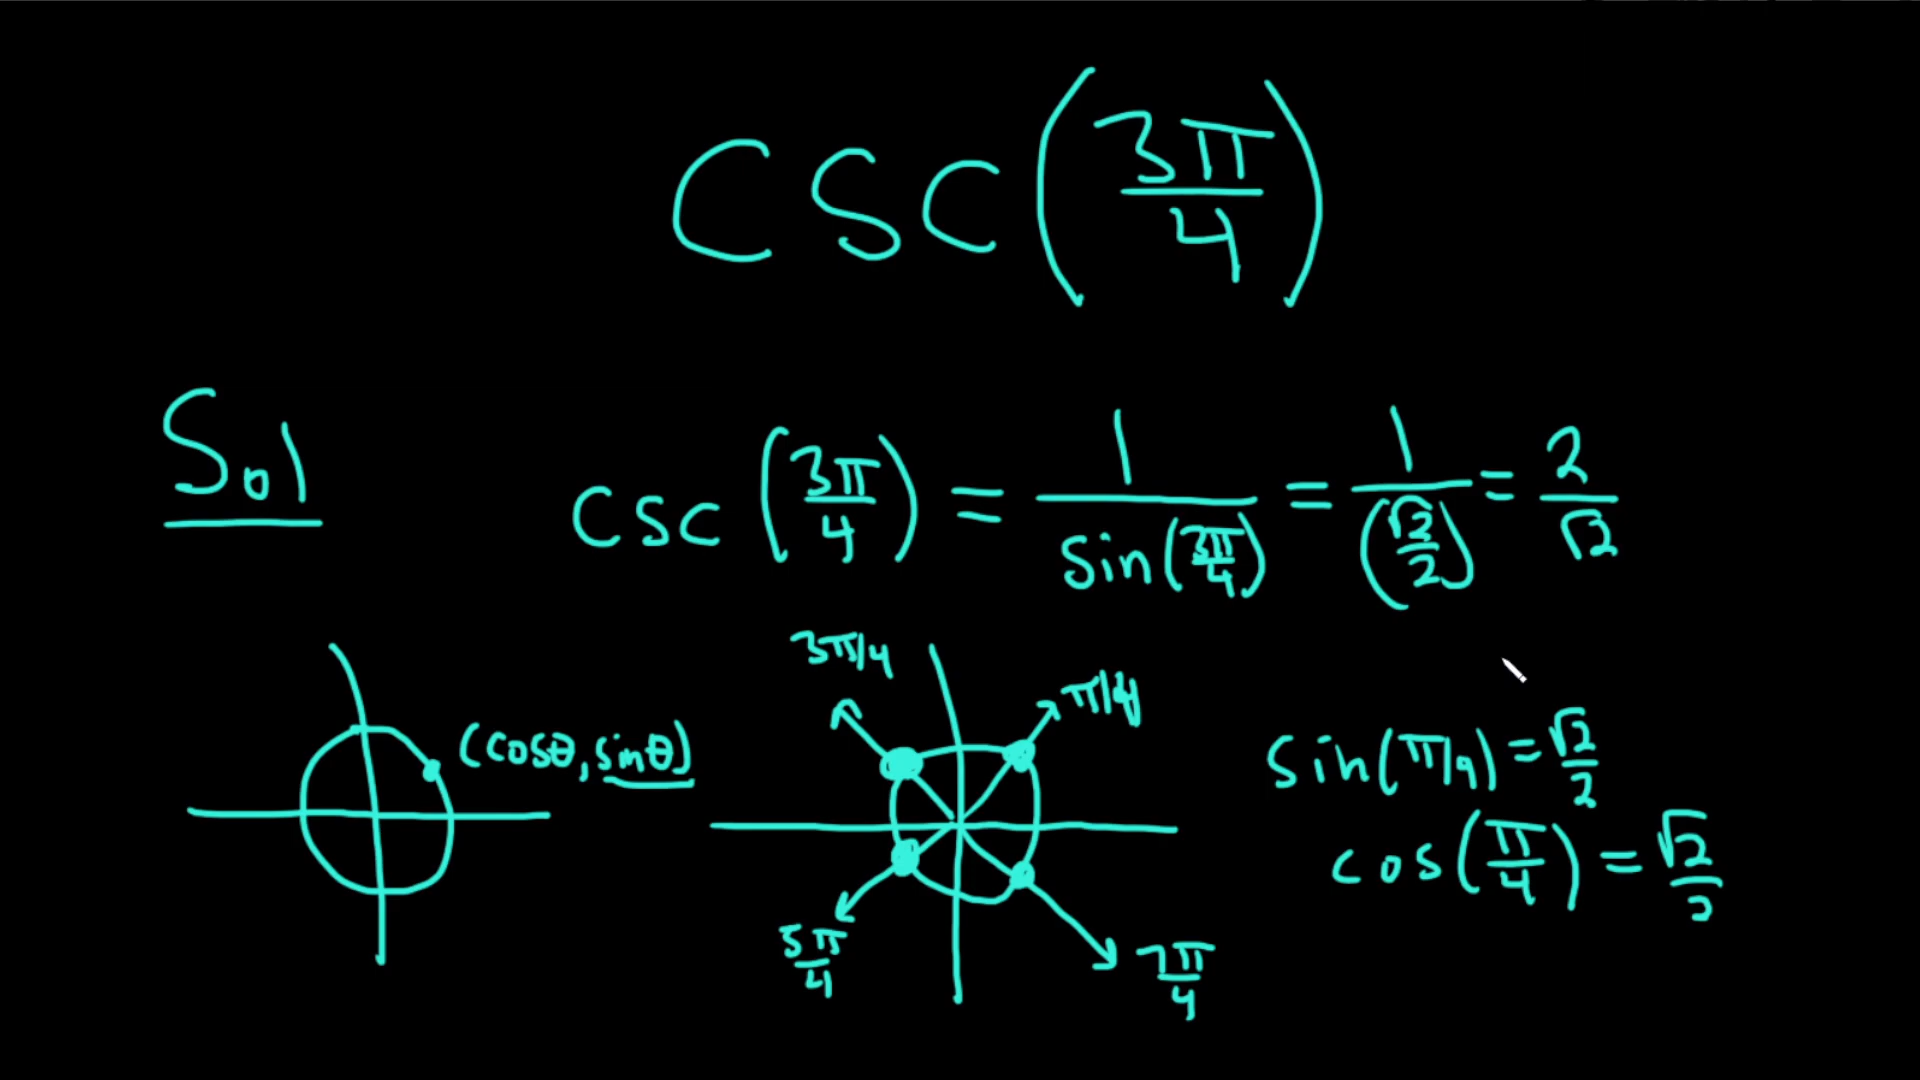 csc(3π/4)
Sol
csc(3π/4) = 1/sin(3π/4) = 1/(√2/2) = 2/√2
(cosθ, sinθ)
3π/4
π/4
5π/4
7π/4
sin(π/4) = √2/2
cos(π/4) = √2/2